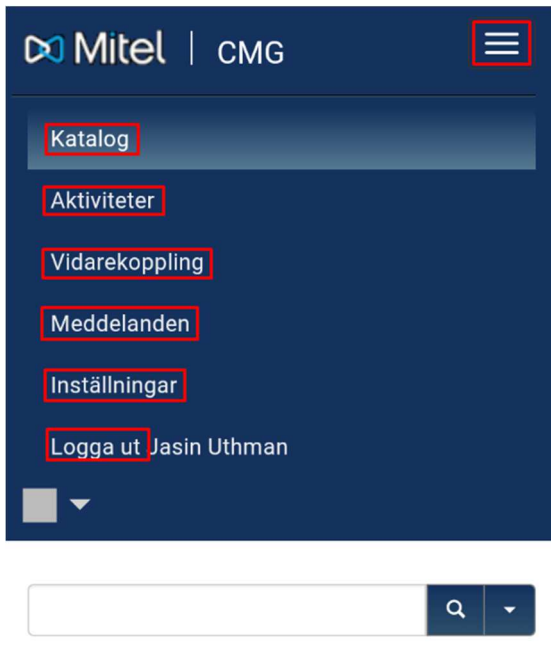 Mitel | CMG
Katalog
Aktiviteter
Vidarekoppling
Meddelanden
Inställningar
Logga ut Jasin Uthman